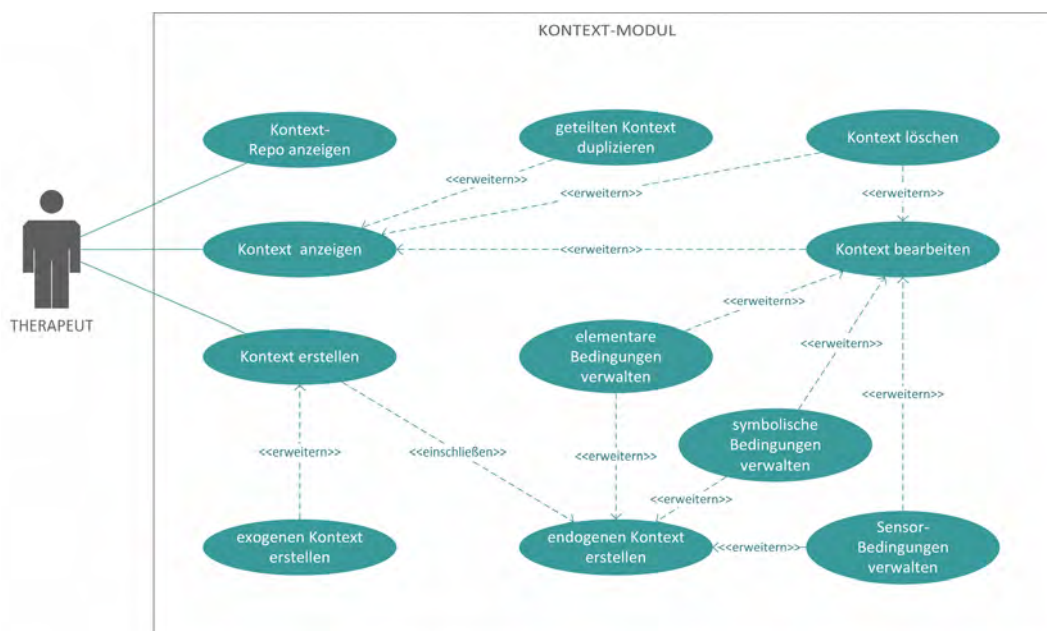 KONTEXT-MODUL
Kontext-
Repo anzeigen
geteilten Kontext
duplizieren
Kontext löschen
<<erweitern>>
<<erweitern>>
<<erweitern>>
Kontext anzeigen
<<erweitern>>
Kontext bearbeiten
THERAPEUT
<<erweitern>>
Kontext erstellen
elementare
Bedingungen
verwalten
<<erweitern>>
<<erweitern>>
symbolische
Bedingungen
verwalten
<<erweitern>>
<<einschließen>>
<<erweitern>>
<<erweitern>>
exogenen Kontext
erstellen
endogenen Kontext
erstellen
<<erweitern>>
Sensor-
Bedingungen
verwalten